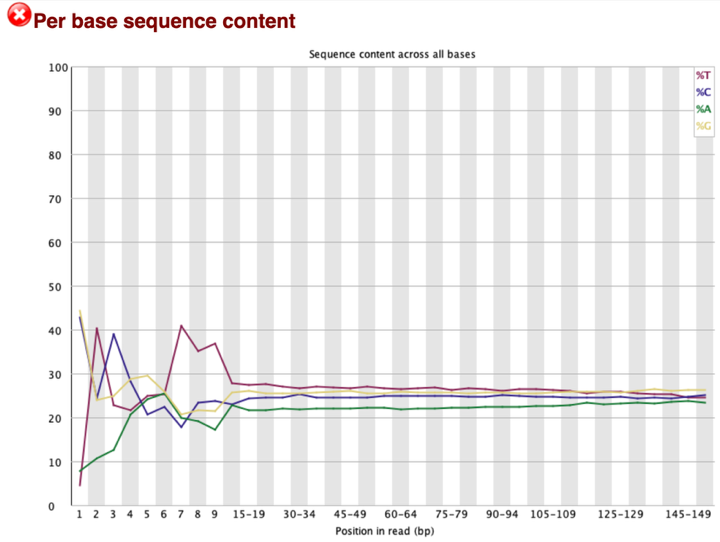 Per base sequence content
Sequence content across all bases
%T
%C
%A
%G
100
90
80
70
60
50
40
30
20
10
0
1 2 3 4 5 6 7 8 9 15-19 30-34 45-49 60-64 75-79 90-94 105-109 125-129 145-149
Position in read (bp)